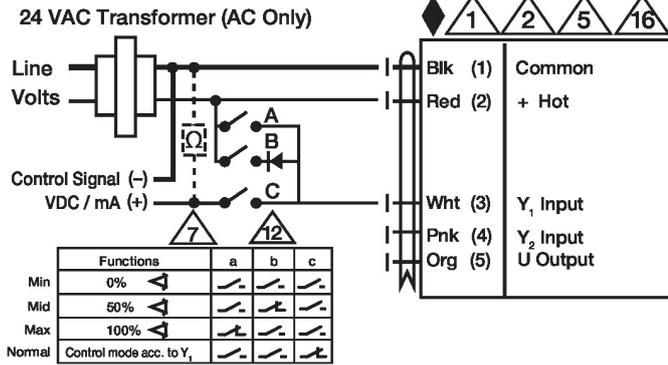 24 VAC Transformer (AC Only)
1 2 5 16
Line
Volts
Blk (1) Common
Red (2) + Hot
A
Ω
B
Control Signal (–)
VDC / mA (+)
C
Wht (3) Y₁ Input
Pnk (4) Y₂ Input
Org (5) U Output
7 12
Functions a b c
Min 0%
Mid 50%
Max 100%
Normal Control mode acc. to Y₁